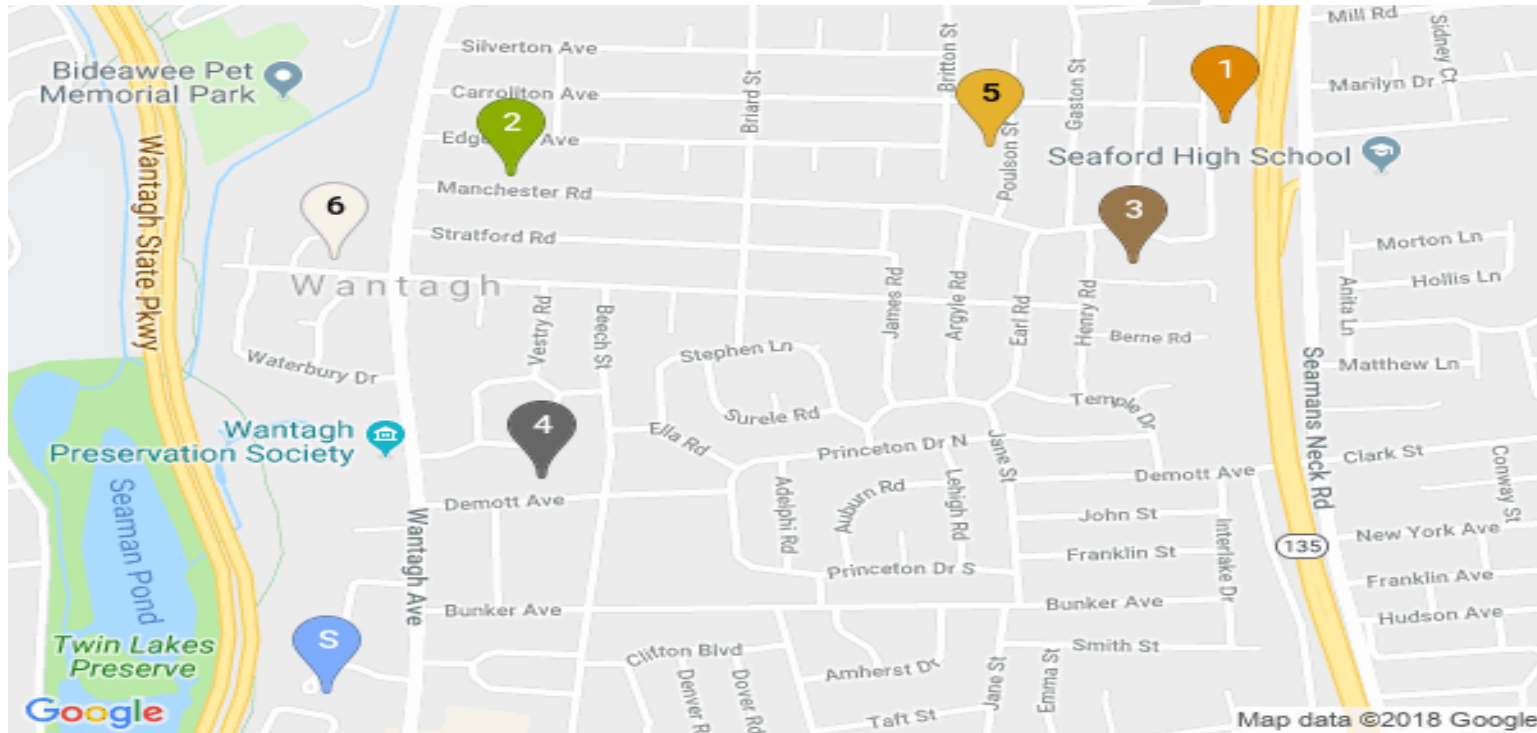 Silverton Ave
Mill Rd
Sidney Ct
Britton St
Gaston St
1
Bideawee Pet
Memorial Park
Carrollton Ave
Briard St
5
Marilyn Dr
2
Ave
Poulson St
Seaford High School
Wantagh State Pkwy
Manchester Rd
6
3
Stratford Rd
Morton Ln
Hollis Ln
Wantagh
James Rd
Argyle Rd
Earl Rd
Henry Rd
Anita Ln
Vestry Rd
Beech St
Berne Rd
Waterbury Dr
Stephen Ln
Seamans Neck Rd
Matthew Ln
Temple Dr
Surele Rd
Wantagh
Preservation Society
4
Ella Rd
Princeton Dr N
Jane St
Clark St
Conway St
Demott Ave
Demott Ave
Seaman Pond
Adelphi Rd
Auburn Rd
Lehigh Rd
John St
Interlake Dr
New York Ave
135
Franklin St
Wantagh Ave
Princeton Dr S
Franklin Ave
Bunker Ave
Bunker Ave
Hudson Ave
S
Twin Lakes
Preserve
Clifton Blvd
Smith St
Amherst Dr
Jane St
Emma St
Denver R
Dover Rd
Taft St
Google
Map data ©2018 Google